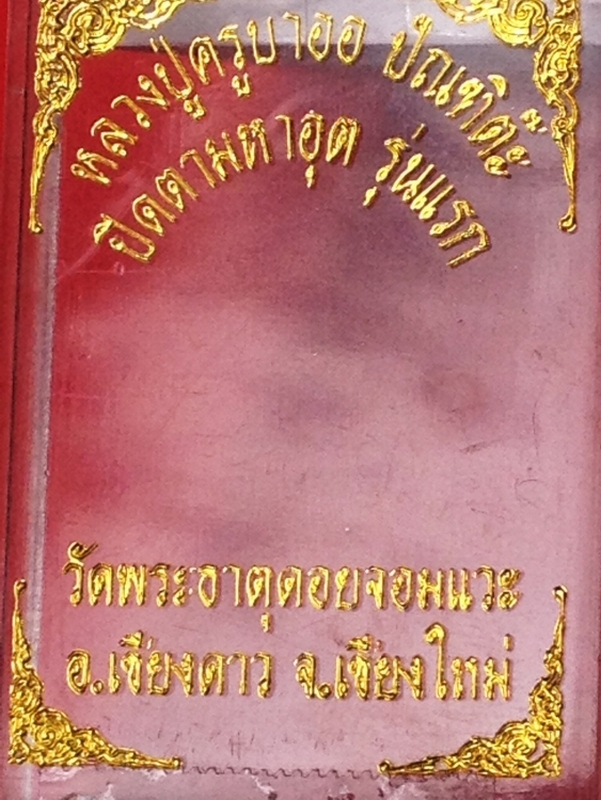 หลวงปู่ครูบาออ ปัณฑิต๊ะ
ปิดตามหาอุต รุ่นแรก
วัดพระธาตุดอยจอมแวะ
อ.เชียงดาว จ.เชียงใหม่